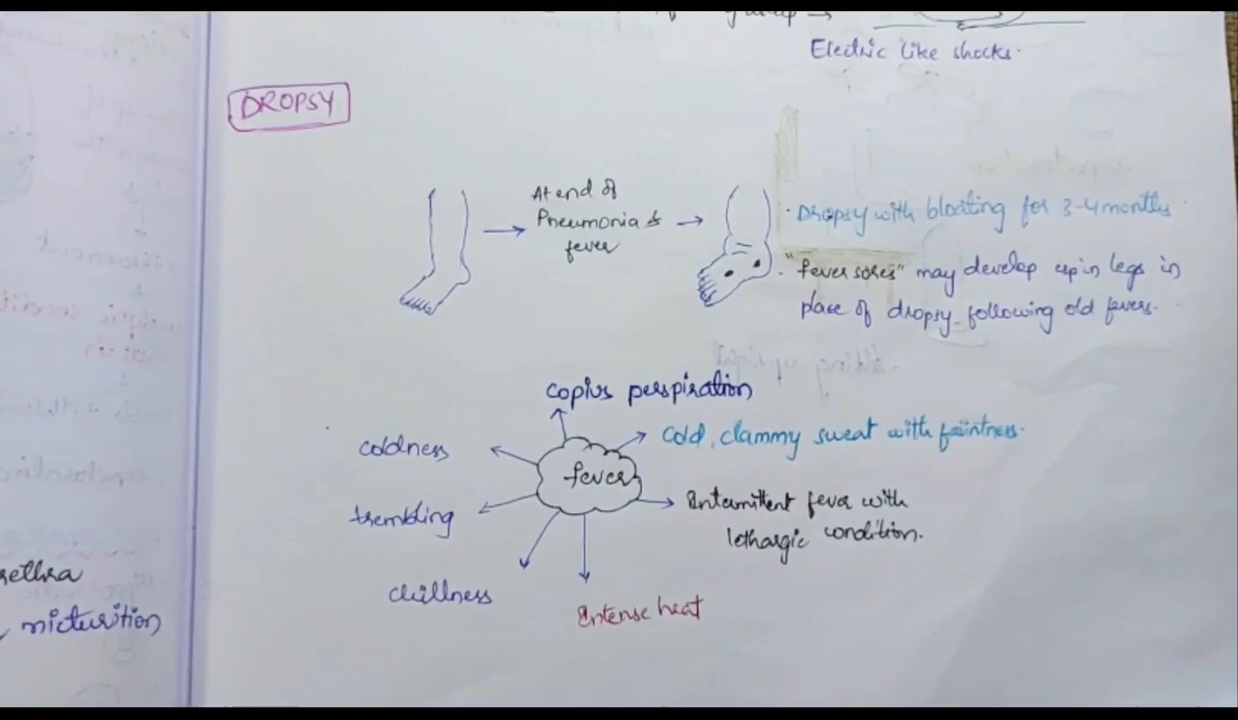 Electric like shocks.
DROPSY
At end of
Pneumonia &
fever
· Dropsy with bloating for 3-4 months
· "fever sores" may develop up in legs in
place of dropsy following old fevers.
Copius perspiration
Cold, clammy sweat with faintness.
coldness
fever
trembling
Intermittent fever with
lethargic condition.
chillness
Intense heat
rethra
micturition